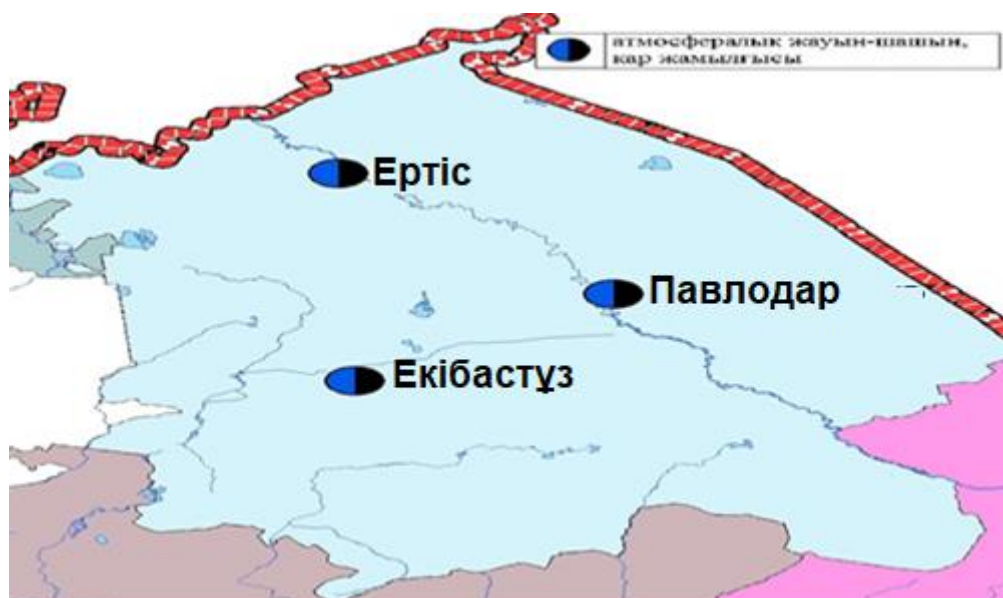 атмосфералық жауын-шашын,
қар жамылғысы
Ертіс
Павлодар
Екібастұз